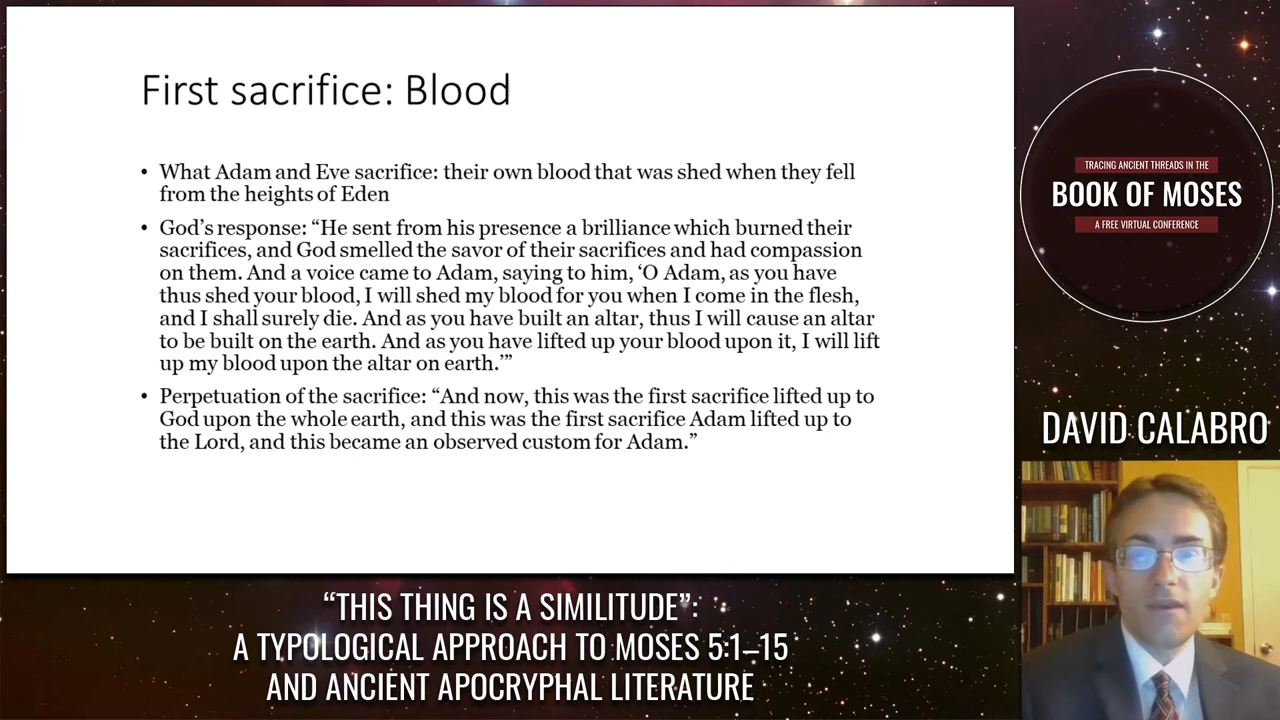 First sacrifice: Blood
• What Adam and Eve sacrifice: their own blood that was shed when they fell
from the heights of Eden
• God’s response: “He sent from his presence a brilliance which burned their
sacrifices, and God smelled the savor of their sacrifices and had compassion
on them. And a voice came to Adam, saying to him, ‘O Adam, as you have
thus shed your blood, I will shed my blood for you when I come in the flesh,
and I shall surely die. And as you have built an altar, thus I will cause an altar
to be built on the earth. And as you have lifted up your blood upon it, I will lift
up my blood upon the altar on earth.’”
• Perpetuation of the sacrifice: “And now, this was the first sacrifice lifted up to
God upon the whole earth, and this was the first sacrifice Adam lifted up to
the Lord, and this became an observed custom for Adam.”
TRACING ANCIENT THREADS IN THE
BOOK OF MOSES
A FREE VIRTUAL CONFERENCE
DAVID CALABRO
“THIS THING IS A SIMILITUDE”:
A TYPOLOGICAL APPROACH TO MOSES 5:1–15
AND ANCIENT APOCRYPHAL LITERATURE